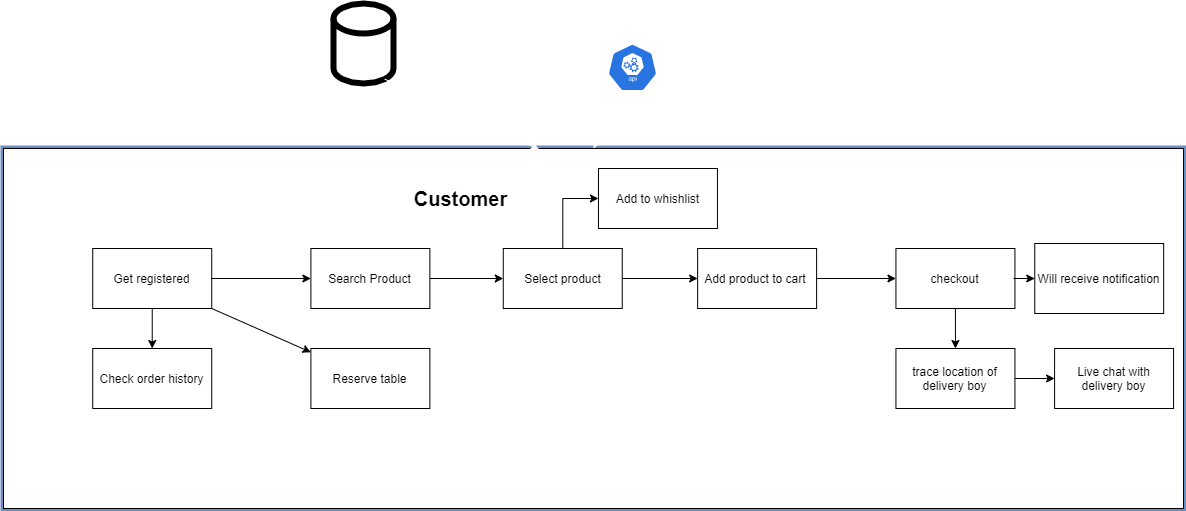 api
Customer
Add to whishlist
Get registered
Search Product
Select product
Add product to cart
checkout
Will receive notification
Check order history
Reserve table
trace location of
delivery boy
Live chat with
delivery boy